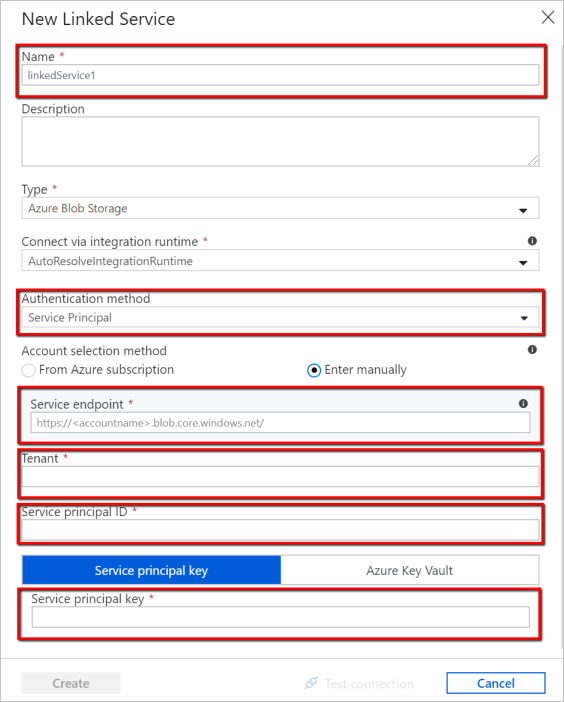 New Linked Service
Name *
linkedService1
Description
Type *
Azure Blob Storage
Connect via integration runtime *
AutoResolveIntegrationRuntime
Authentication method
Service Principal
Account selection method
From Azure subscription Enter manually
Service endpoint *
https://<accountname>.blob.core.windows.net/
Tenant *
Service principal ID *
Service principal key Azure Key Vault
Service principal key *
Create Test connection Cancel